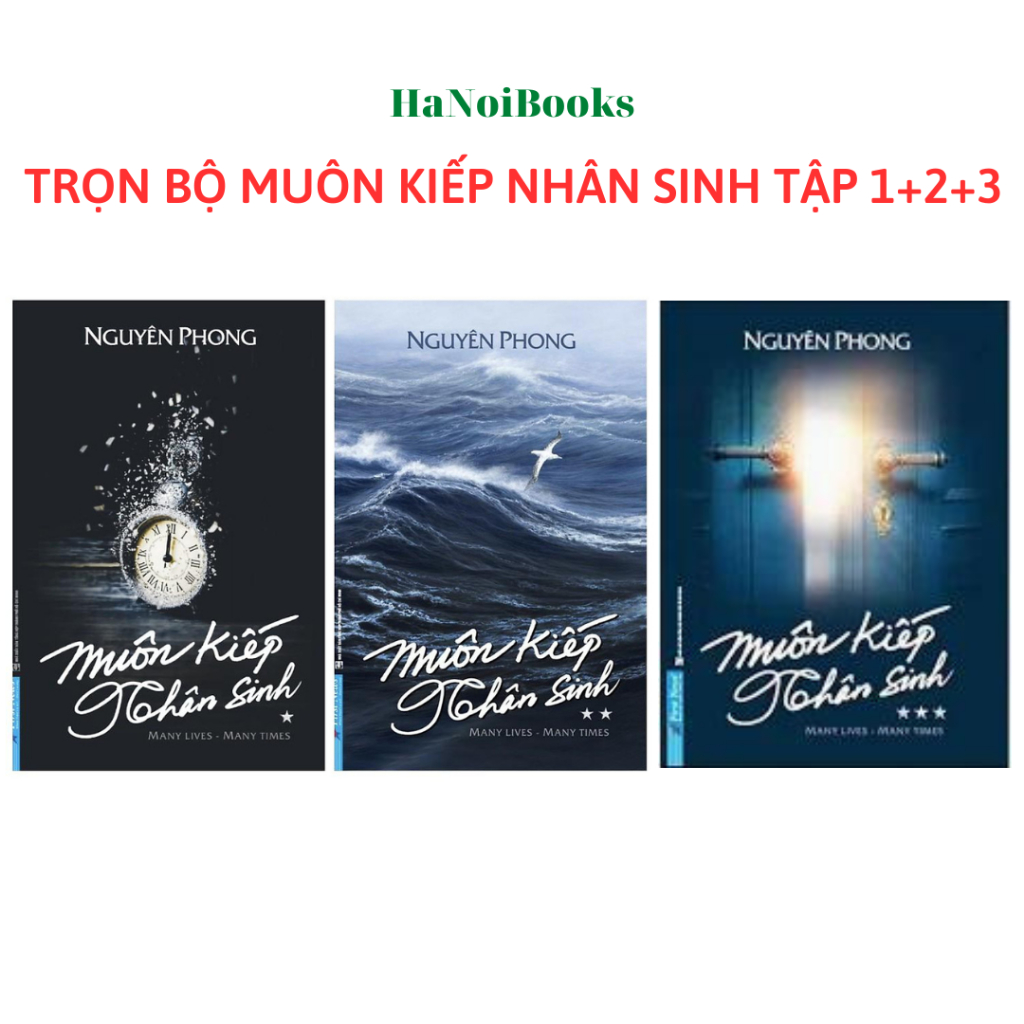 HaNoiBooks
TRỌN BỘ MUÔN KIẾP NHÂN SINH TẬP 1+2+3
NGUYÊN PHONG
Muôn Kiếp
Nhân Sinh
MANY LIVES - MANY TIMES
NGUYÊN PHONG
Muôn Kiếp
Nhân Sinh
MANY LIVES - MANY TIMES
NGUYÊN PHONG
Muôn Kiếp
Nhân Sinh
MANY LIVES - MANY TIMES
First News